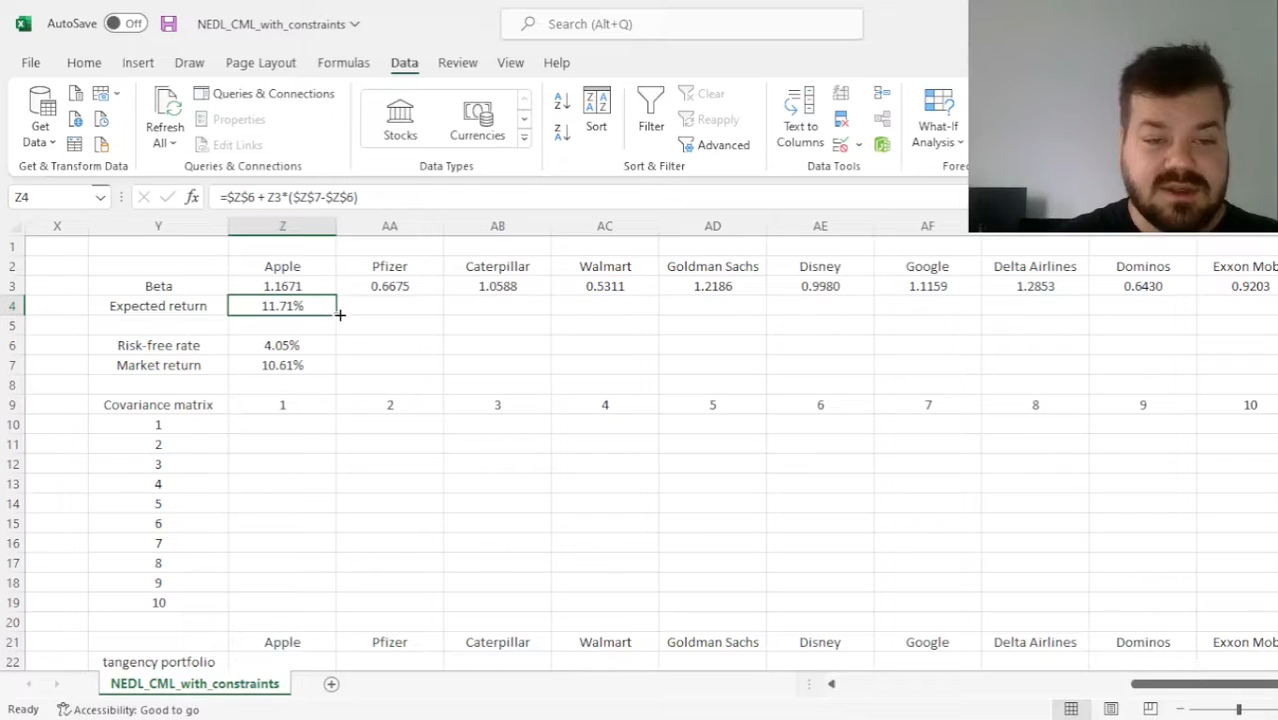 AutoSave Off NEDL_CML_with_constraints Search (Alt+Q)
File Home Insert Draw Page Layout Formulas Data Review View Help
Get Data Refresh All Queries & Connections Properties Edit Links Stocks Currencies Sort Filter Clear Reapply Advanced Text to Columns What-If Analysis
Get & Transform Data Queries & Connections Data Types Sort & Filter Data Tools
Z4 fx =$Z$6 + Z3*($Z$7-$Z$6)
X Y Z AA AB AC AD AE AF AG AH AI
1
2 Apple Pfizer Caterpillar Walmart Goldman Sachs Disney Google Delta Airlines Dominos Exxon Mob
3 Beta 1.1671 0.6675 1.0588 0.5311 1.2186 0.9980 1.1159 1.2853 0.6430 0.9203
4 Expected return 11.71%
5
6 Risk-free rate 4.05%
7 Market return 10.61%
8
9 Covariance matrix 1 2 3 4 5 6 7 8 9 10
10 1
11 2
12 3
13 4
14 5
15 6
16 7
17 8
18 9
19 10
20
21 Apple Pfizer Caterpillar Walmart Goldman Sachs Disney Google Delta Airlines Dominos Exxon Mob
22 tangency portfolio
NEDL_CML_with_constraints
Ready Accessibility: Good to go